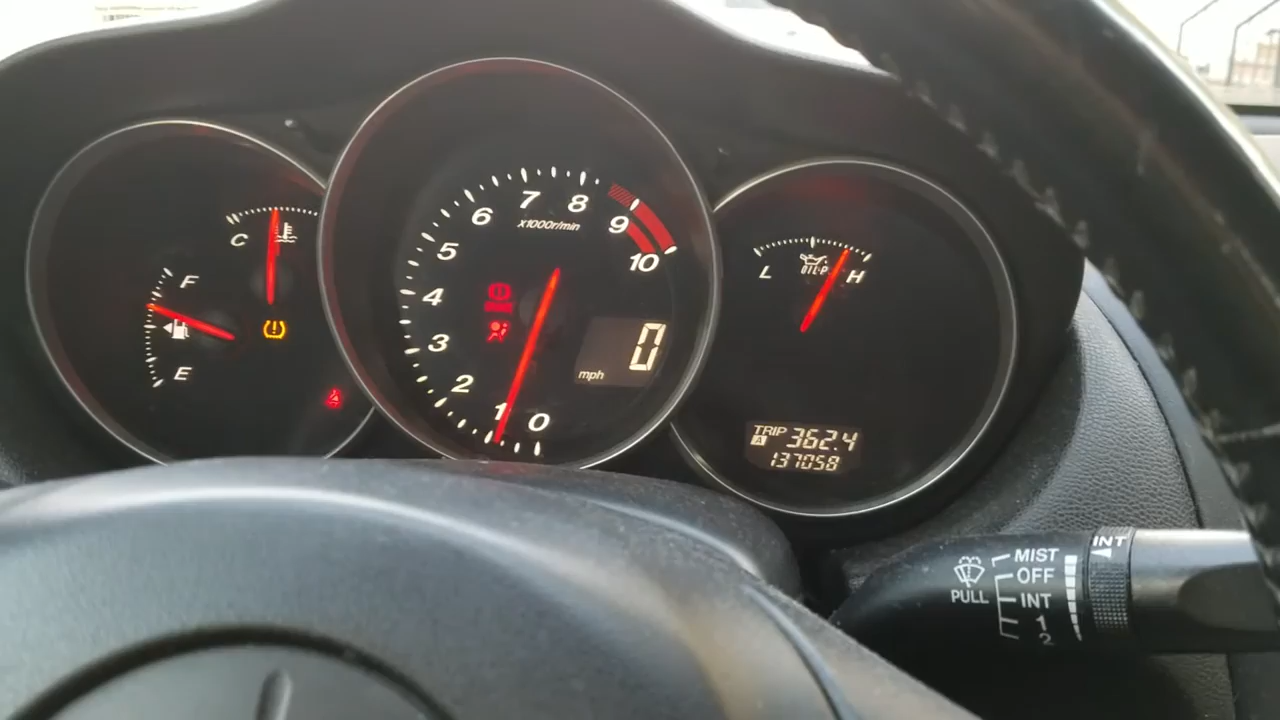 C
F
E
0
1
2
3
4
5
6
7
8
9
10
x1000r/min
0
mph
L
OIL-P
H
TRIP
A
362.4
137058
INT
MIST
OFF
INT
1
2
PULL